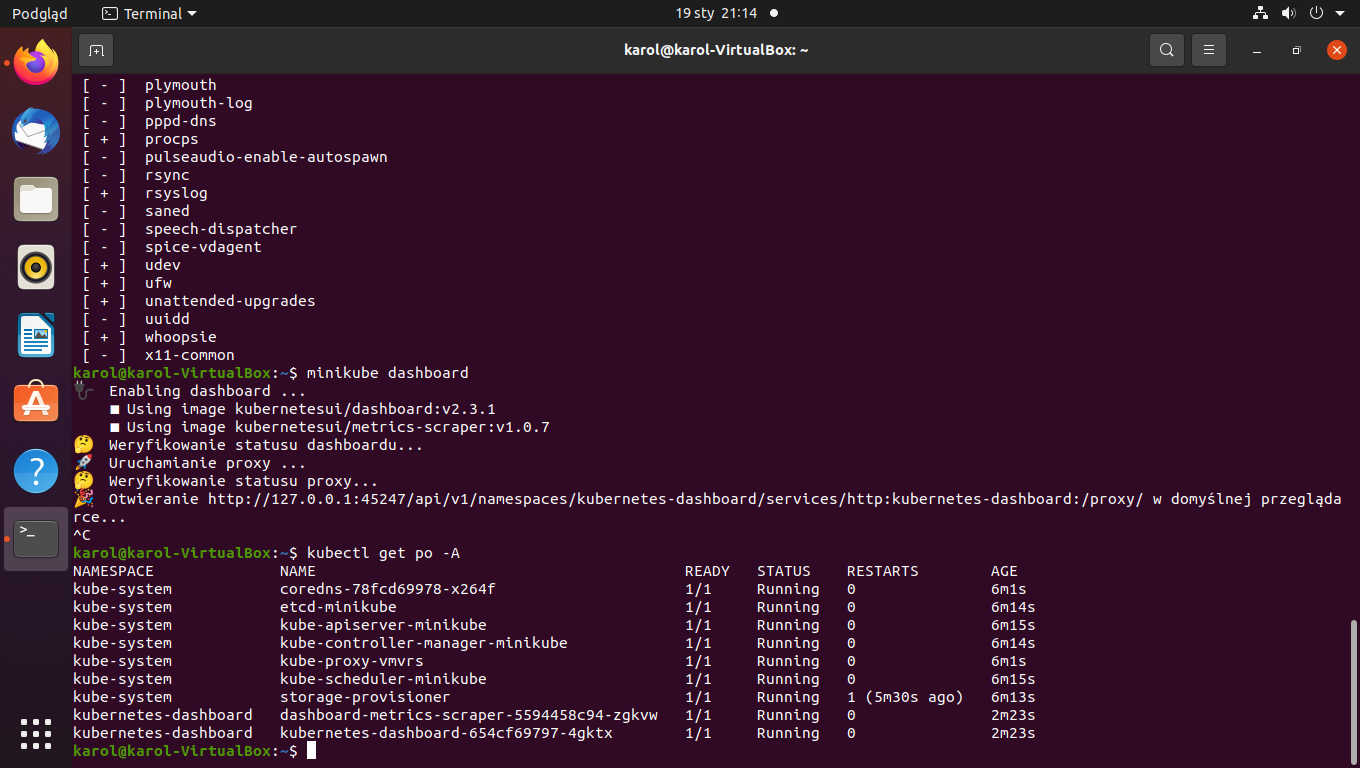 Podgląd Terminal 19 sty 21:14
karol@karol-VirtualBox: ~
[ - ] plymouth
[ - ] plymouth-log
[ - ] pppd-dns
[ + ] procps
[ - ] pulseaudio-enable-autospawn
[ - ] rsync
[ + ] rsyslog
[ - ] saned
[ - ] speech-dispatcher
[ - ] spice-vdagent
[ + ] udev
[ + ] ufw
[ + ] unattended-upgrades
[ - ] uuidd
[ + ] whoopsie
[ - ] x11-common
karol@karol-VirtualBox:~$ minikube dashboard
Enabling dashboard ...
■ Using image kubernetesui/dashboard:v2.3.1
■ Using image kubernetesui/metrics-scraper:v1.0.7
🤔 Weryfikowanie statusu dashboardu...
🚀 Uruchamianie proxy ...
🤔 Weryfikowanie statusu proxy...
🎉 Otwieranie http://127.0.0.1:45247/api/v1/namespaces/kubernetes-dashboard/services/http:kubernetes-dashboard:/proxy/ w domyślnej przegląda
rce...
^C
karol@karol-VirtualBox:~$ kubectl get po -A
NAMESPACE NAME READY STATUS RESTARTS AGE
kube-system coredns-78fcd69978-x264f 1/1 Running 0 6m1s
kube-system etcd-minikube 1/1 Running 0 6m14s
kube-system kube-apiserver-minikube 1/1 Running 0 6m15s
kube-system kube-controller-manager-minikube 1/1 Running 0 6m14s
kube-system kube-proxy-vmvrs 1/1 Running 0 6m1s
kube-system kube-scheduler-minikube 1/1 Running 0 6m15s
kube-system storage-provisioner 1/1 Running 1 (5m30s ago) 6m13s
kubernetes-dashboard dashboard-metrics-scraper-5594458c94-zgkvw 1/1 Running 0 2m23s
kubernetes-dashboard kubernetes-dashboard-654cf69797-4gktx 1/1 Running 0 2m23s
karol@karol-VirtualBox:~$